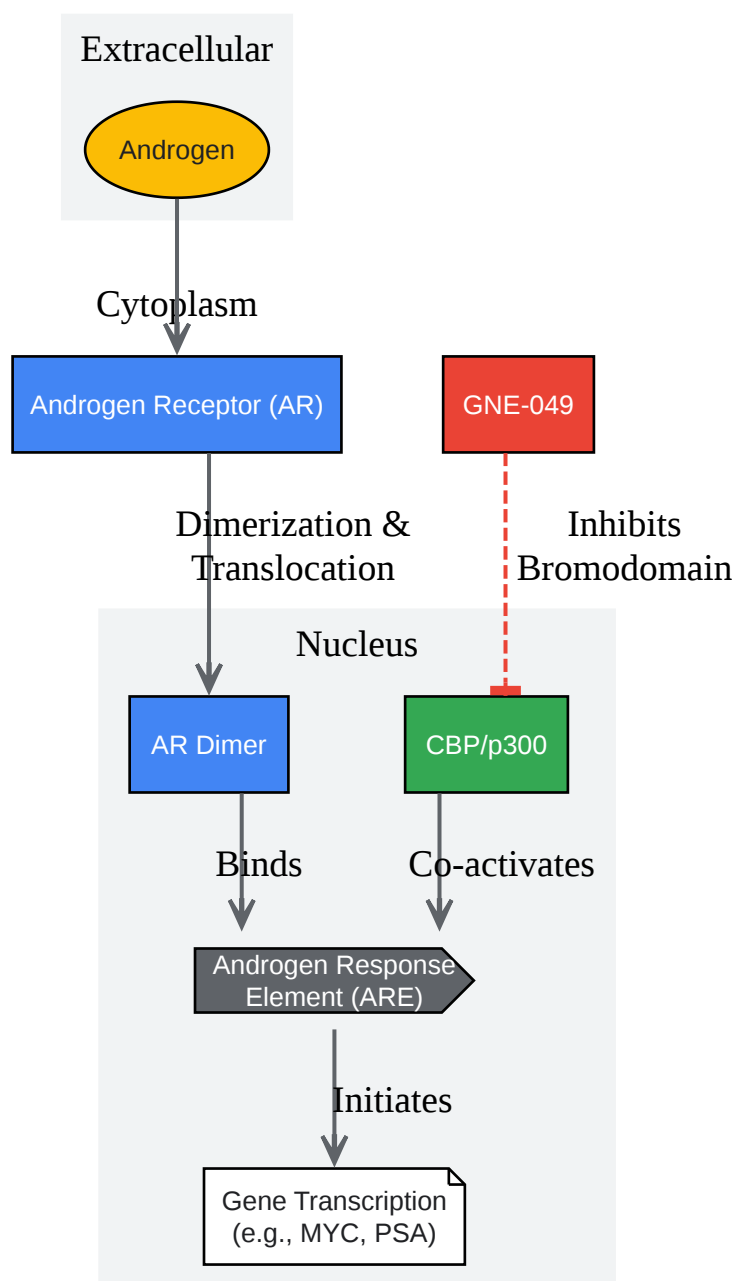 Extracellular
Androgen
Cytoplasm
Androgen Receptor (AR)
GNE-049
Dimerization &
Translocation
Inhibits
Bromodomain
Nucleus
AR Dimer
CBP/p300
Binds
Co-activates
Androgen Response
Element (ARE)
Initiates
Gene Transcription
(e.g., MYC, PSA)